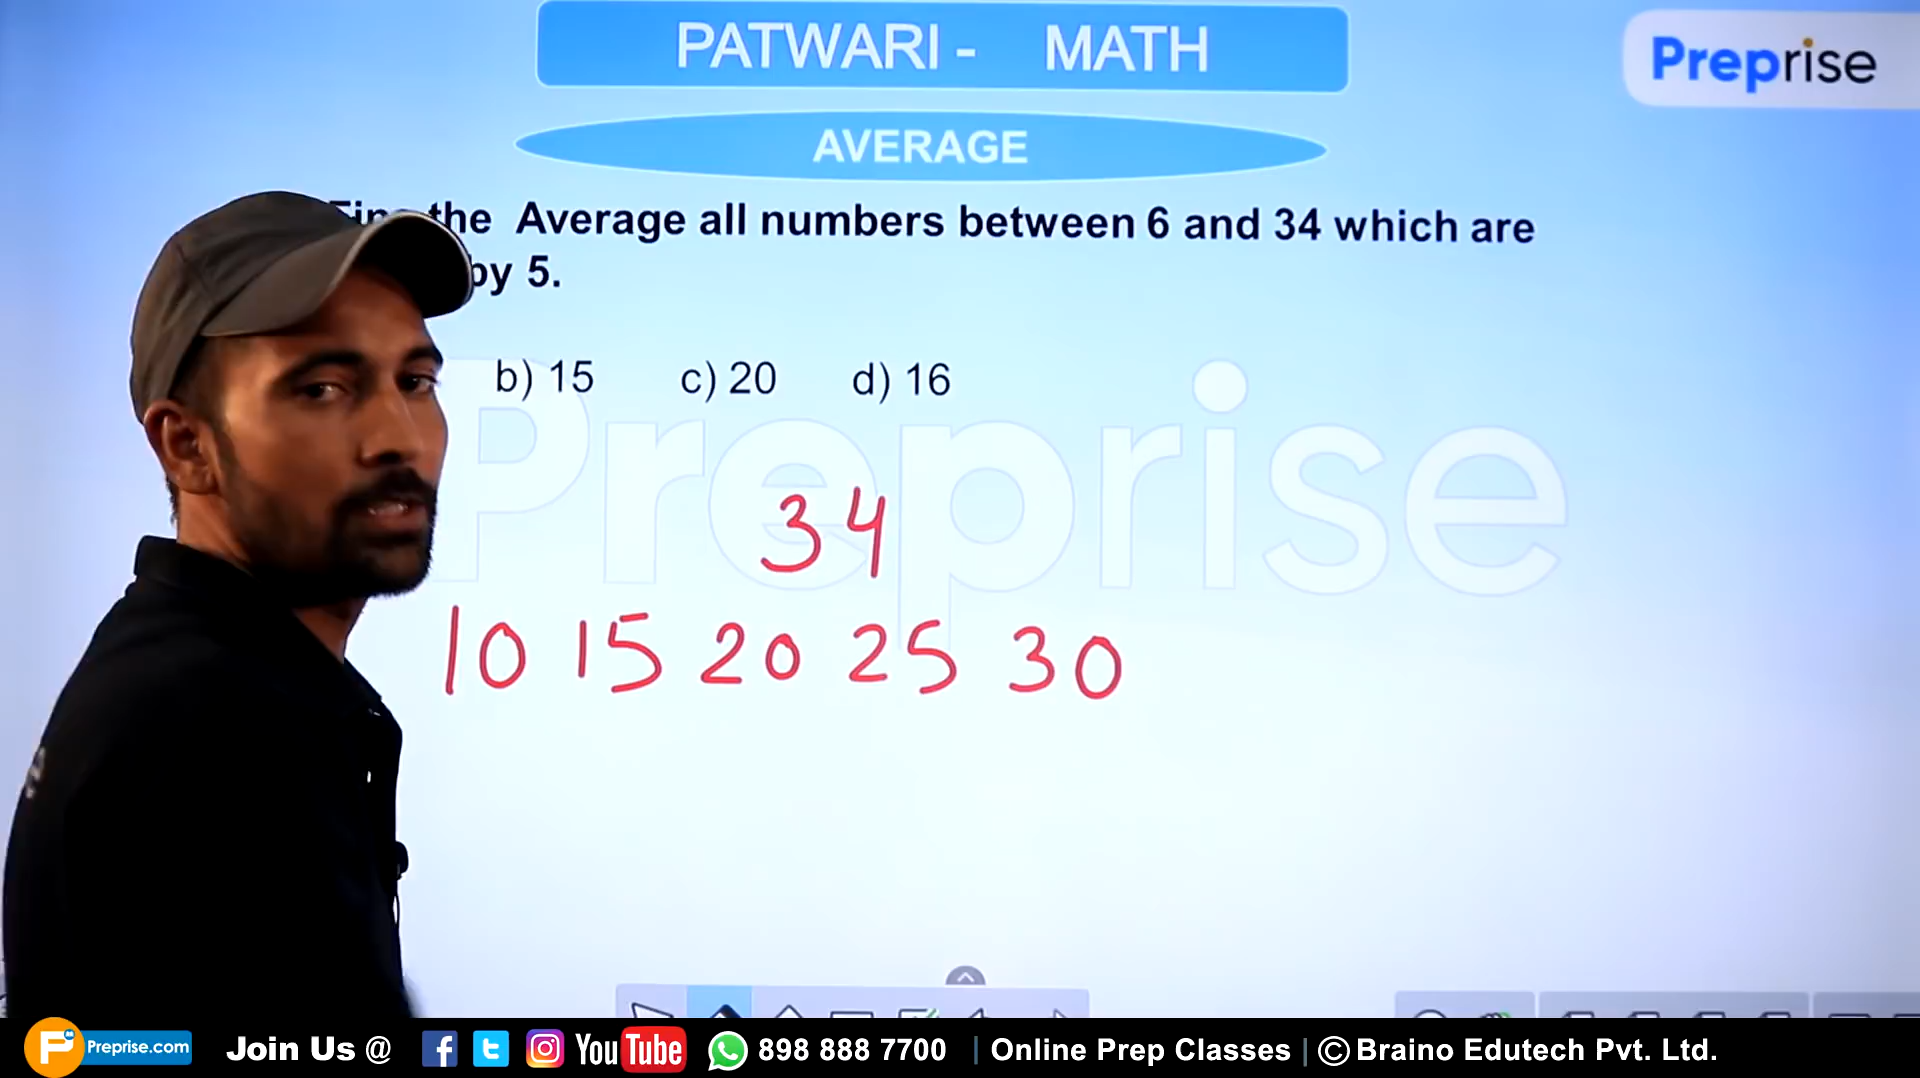 PATWARI - MATH
Preprise
AVERAGE
the Average all numbers between 6 and 34 which are
by 5.
b) 15 c) 20 d) 16
Preprise
34
10 15 20 25 30
Preprise.com Join Us @ YouTube 898 888 7700 | Online Prep Classes | © Braino Edutech Pvt. Ltd.